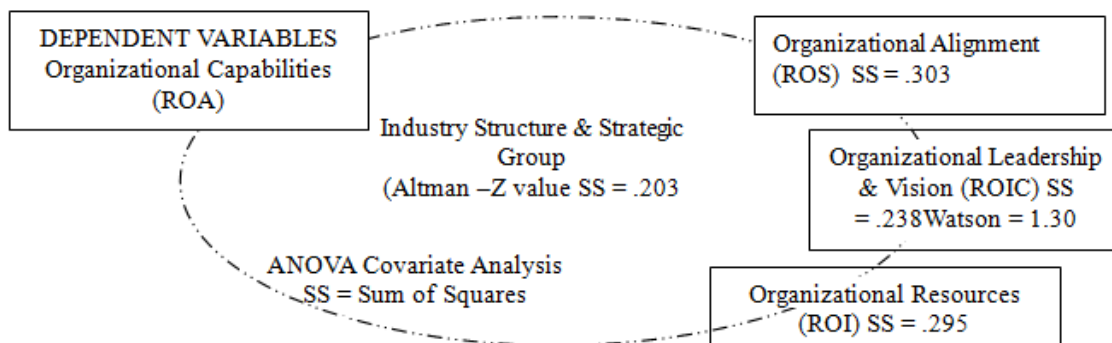 DEPENDENT VARIABLES
Organizational Capabilities
(ROA)
Organizational Alignment
(ROS) SS = .303
Industry Structure & Strategic
Group
(Altman –Z value SS = .203
Organizational Leadership
& Vision (ROIC) SS
= .238Watson = 1.30
ANOVA Covariate Analysis
SS = Sum of Squares
Organizational Resources
(ROI) SS = .295